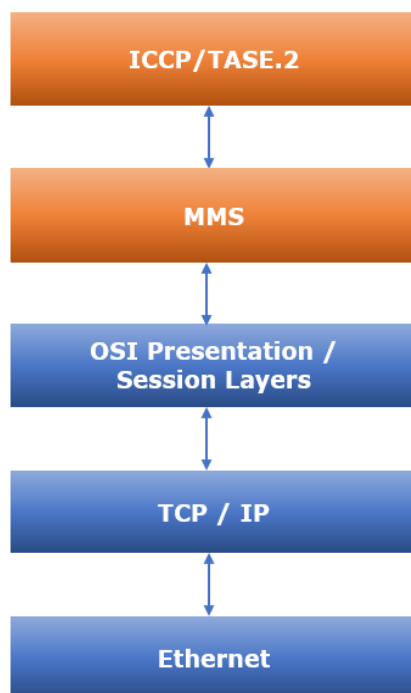 ICCP/TASE.2
MMS
OSI Presentation /
Session Layers
TCP / IP
Ethernet